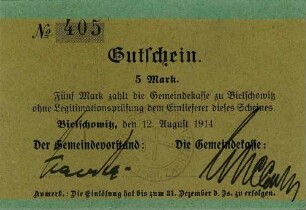 № 405
Gutschein.
5 Mark.
Fünf Mark zahlt die Gemeindekasse zu Bielschowitz
ohne Legitimationsprüfung dem Einlieferer dieses Scheines
Bielschowitz, den 12. August 1914
Der Gemeindevorstand: Die Gemeindekasse:
Anmerk.: Die Einlösung hat bis zum 31. Dezember d. Js. zu erfolgen.